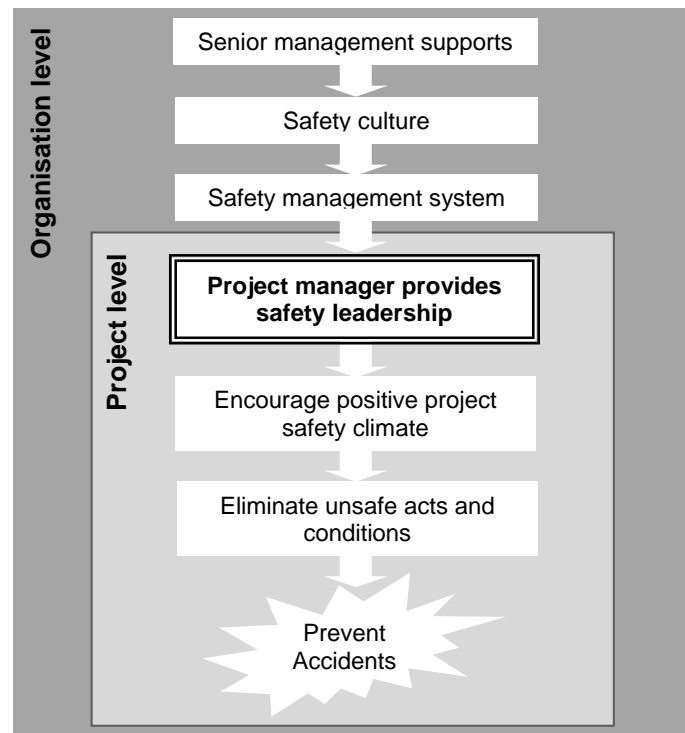 Organisation level
Senior management supports
Safety culture
Safety management system
Project level
Project manager provides
safety leadership
Encourage positive project
safety climate
Eliminate unsafe acts and
conditions
Prevent
Accidents